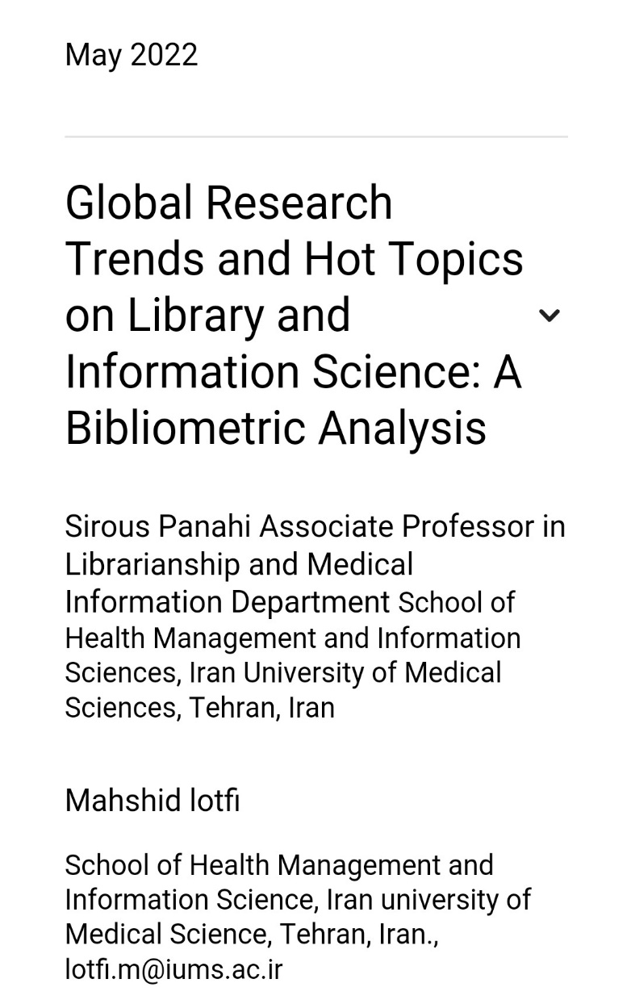 May 2022
Global Research
Trends and Hot Topics
on Library and
Information Science: A
Bibliometric Analysis
Sirous Panahi Associate Professor in
Librarianship and Medical
Information Department School of
Health Management and Information
Sciences, Iran University of Medical
Sciences, Tehran, Iran
Mahshid lotfi
School of Health Management and
Information Science, Iran university of
Medical Science, Tehran, Iran.,
lotfi.m@iums.ac.ir